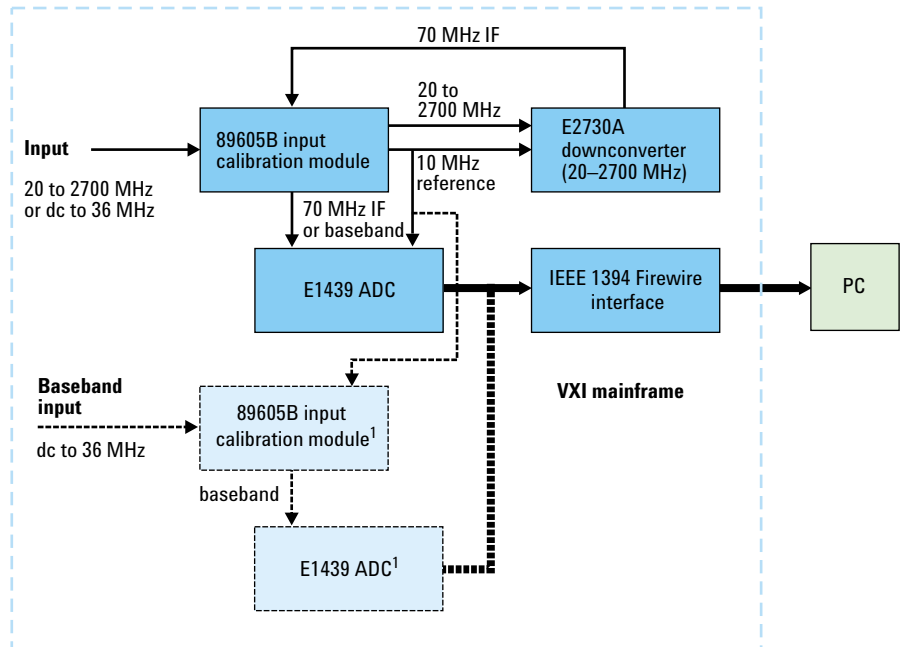 70 MHz IF
20 to
2700 MHz
89605B input
calibration module
E2730A
downconverter
(20–2700 MHz)
Input
20 to 2700 MHz
or dc to 36 MHz
10 MHz
reference
70 MHz IF
or baseband
E1439 ADC
IEEE 1394 Firewire
interface
PC
Baseband
input
dc to 36 MHz
89605B input
calibration module¹
VXI mainframe
baseband
E1439 ADC¹